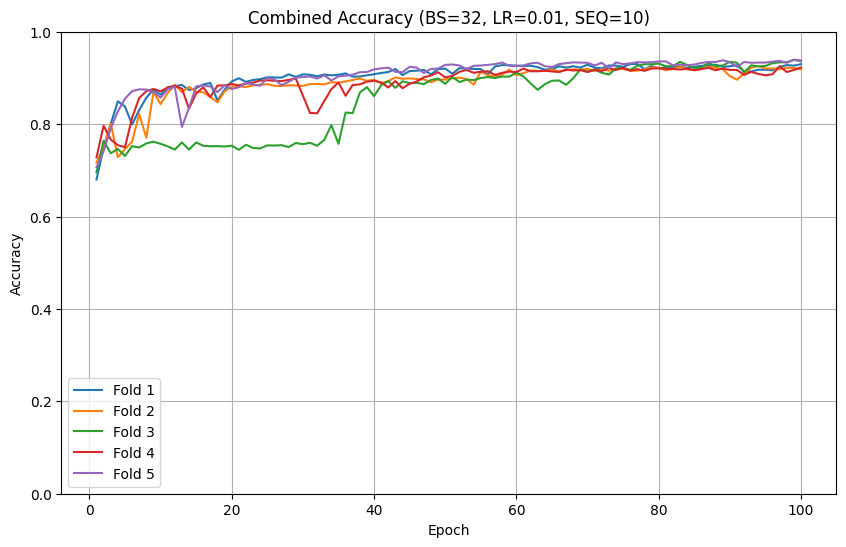 Combined Accuracy (BS=32, LR=0.01, SEQ=10)
1.0
0.8
0.6
0.4
0.2
0.0
Accuracy
Fold 1
Fold 2
Fold 3
Fold 4
Fold 5
0 20 40 60 80 100
Epoch